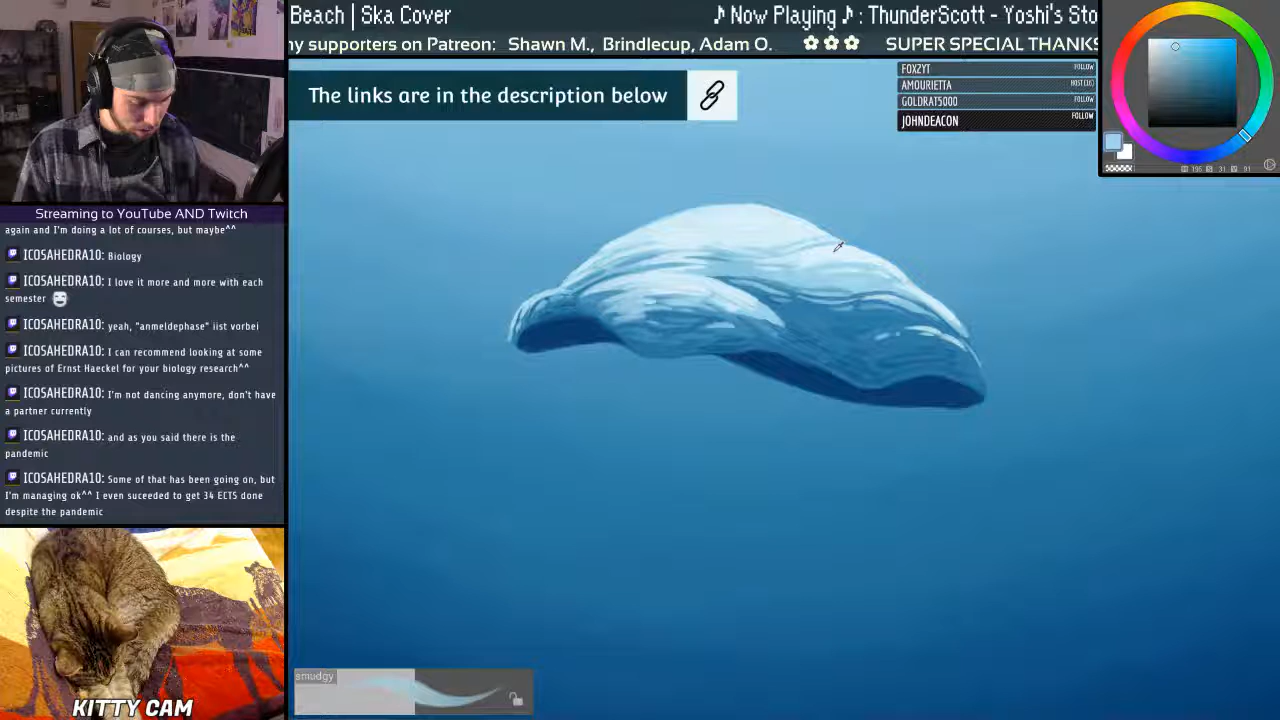 Beach | Ska Cover
♪ Now Playing ♪ : ThunderScott - Yoshi's Sto
ny supporters on Patreon: Shawn M., Brindlecup, Adam O. ✿ ✿ ✿ SUPER SPECIAL THANKS
The links are in the description below
FOXZYT FOLLOW
AMOURIETTA
GOLDRAT5000 FOLLOW
JOHNDEACON FOLLOW
Streaming to YouTube AND Twitch
again and I'm doing a lot of courses, but maybe^^
ICOSAHEDRA10: Biology
ICOSAHEDRA10: I love it more and more with each
semester
ICOSAHEDRA10: yeah, "anmeldephase" iist vorbei
ICOSAHEDRA10: I can recommend looking at some
pictures of Ernst Haeckel for your biology research^^
ICOSAHEDRA10: I'm not dancing anymore, don't have
a partner currently
ICOSAHEDRA10: and as you said there is the
pandemic
ICOSAHEDRA10: Some of that has been going on, but
I'm managing ok^^ I even suceeded to get 34 ECTS done
despite the pandemic
smudgy
KITTY CAM